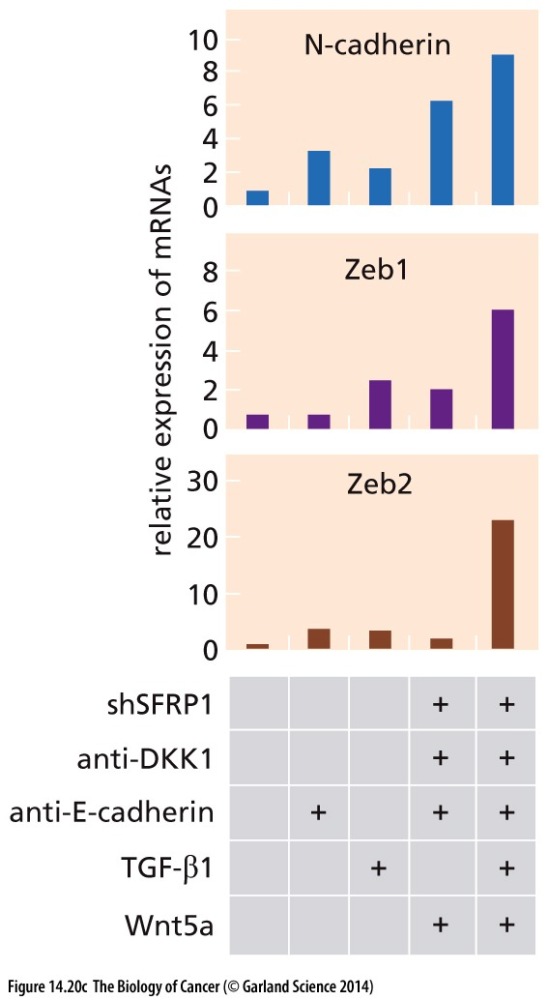 N-cadherin
10
8
6
4
2
0
Zeb1
8
6
4
2
0
Zeb2
30
20
10
0
relative expression of mRNAs
shSFRP1 + +
anti-DKK1 + +
anti-E-cadherin + + +
TGF-β1 + +
Wnt5a + +
Figure 14.20c The Biology of Cancer (© Garland Science 2014)